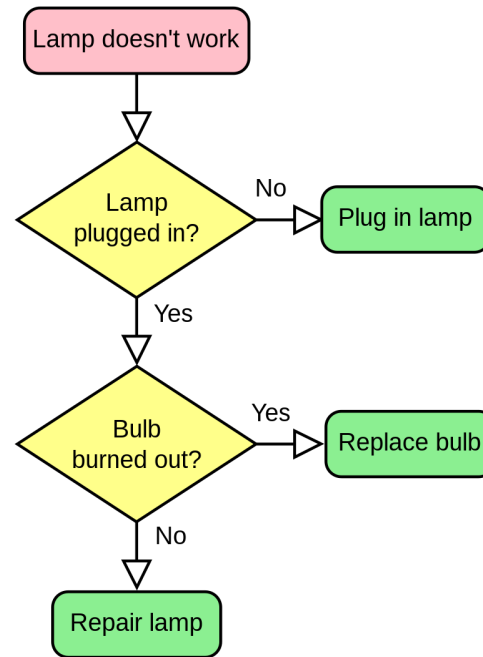 Lamp doesn't work
Lamp
plugged in?
No
Plug in lamp
Yes
Bulb
burned out?
Yes
Replace bulb
No
Repair lamp